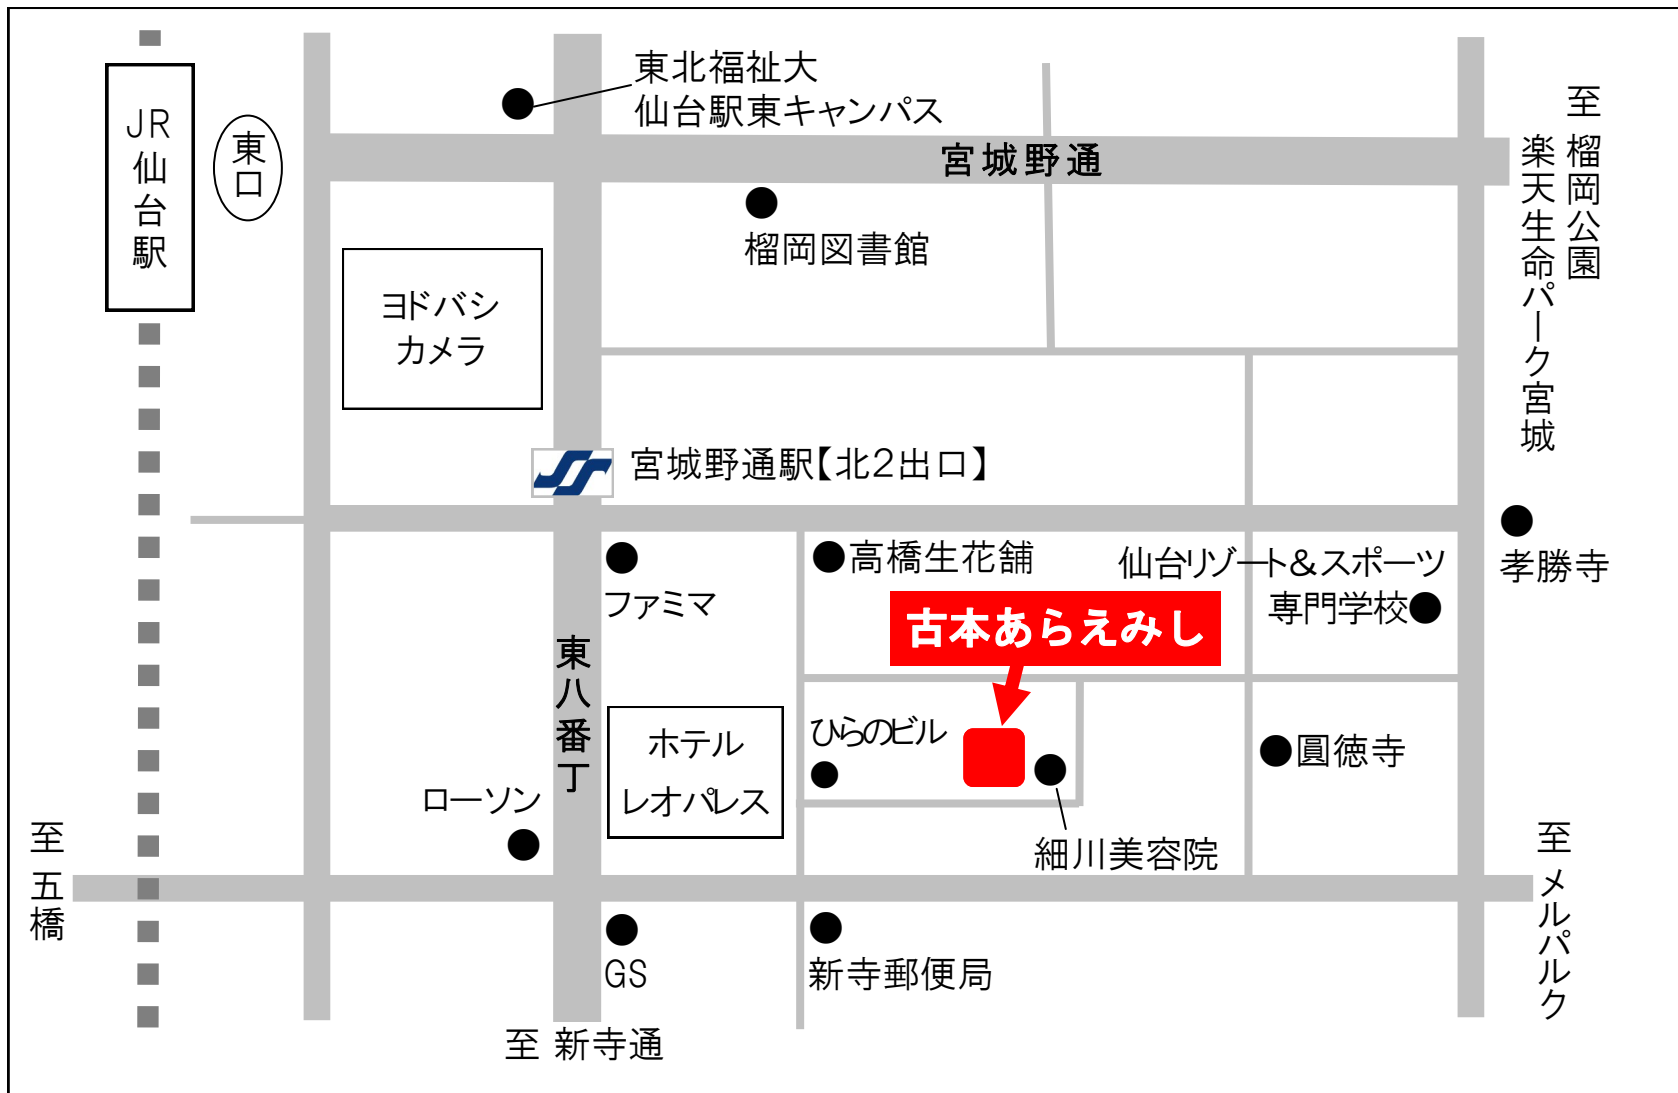 東北福祉大
仙台駅東キャンパス
JR仙台駅
東口
宮城野通
至 榴岡公園
楽天生命パーク宮城
榴岡図書館
ヨドバシ
カメラ
宮城野通駅【北2出口】
ファミマ
高橋生花舗
仙台リゾート&スポーツ
専門学校
孝勝寺
古本あらえみし
東八番丁
ホテル
レオパレス
ひらのビル
圓徳寺
ローソン
細川美容院
至 五橋
至 メルパルク
GS
新寺郵便局
至 新寺通